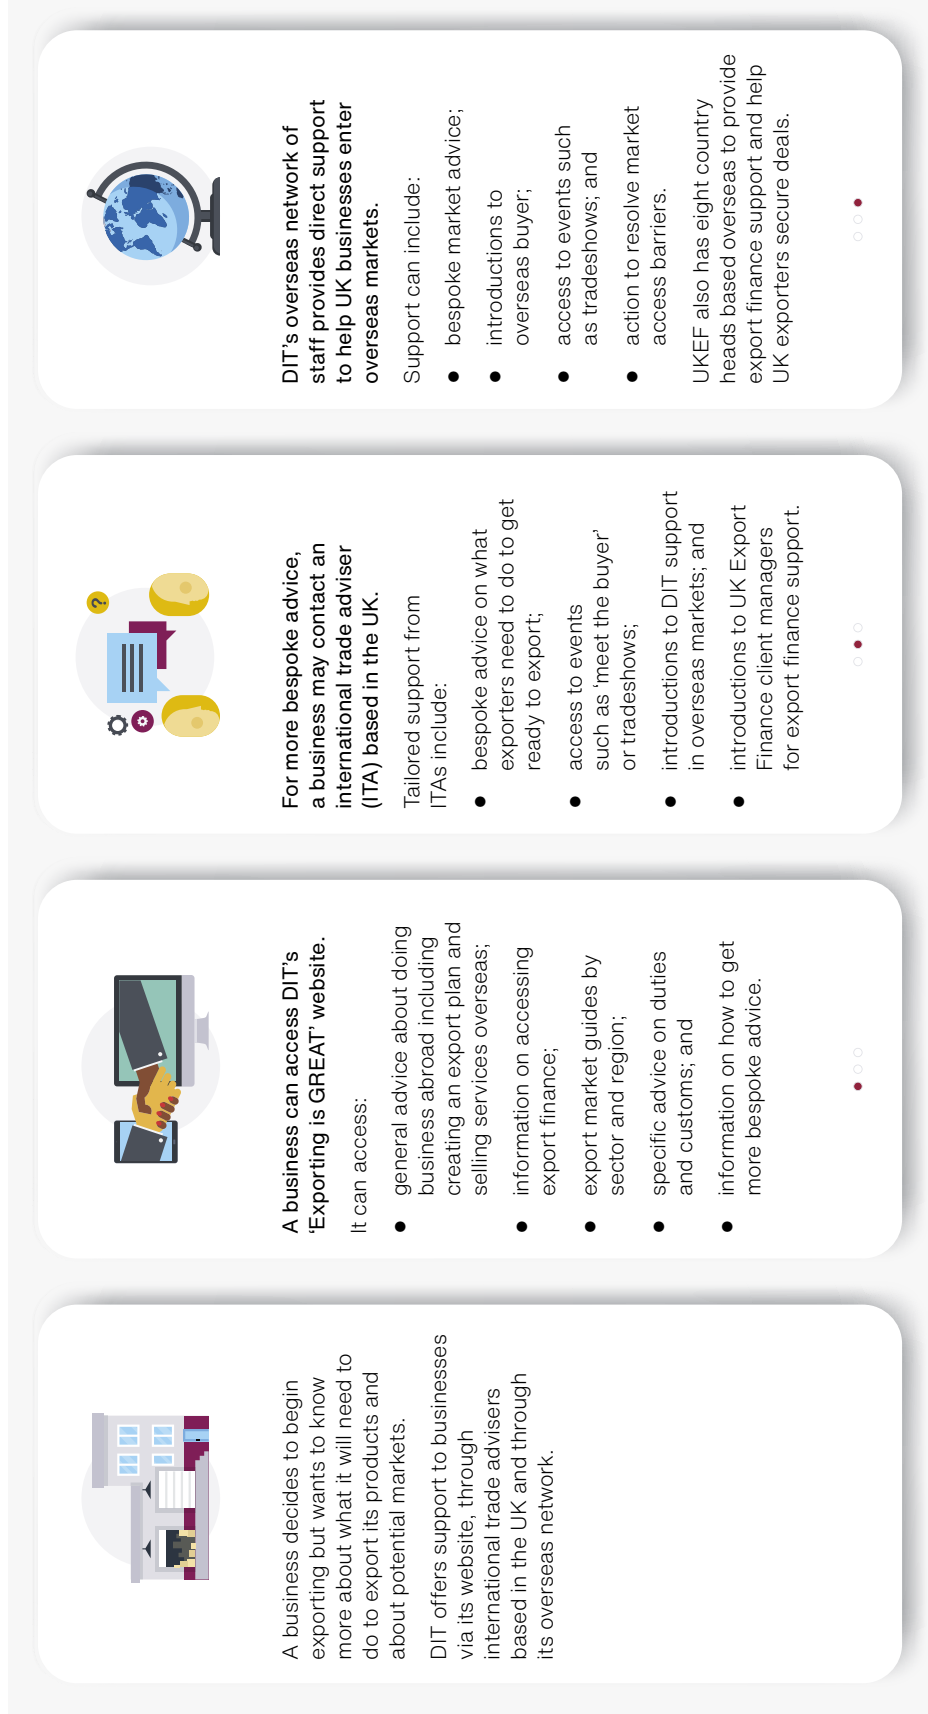 A business decides to begin
exporting but wants to know
more about what it will need to
do to export its products and
about potential markets.
DIT offers support to businesses
via its website, through
international trade advisers
based in the UK and through
its overseas network.
A business can access DIT’s
‘Exporting is GREAT’ website.
It can access:
● general advice about doing
business abroad including
creating an export plan and
selling services overseas;
● information on accessing
export finance;
● export market guides by
sector and region;
● specific advice on duties
and customs; and
● information on how to get
more bespoke advice.
?
For more bespoke advice,
a business may contact an
international trade adviser
(ITA) based in the UK.
Tailored support from
ITAs include:
● bespoke advice on what
exporters need to do to get
ready to export;
● access to events
such as ‘meet the buyer’
or tradeshows;
● introductions to DIT support
in overseas markets; and
● introductions to UK Export
Finance client managers
for export finance support.
DIT’s overseas network of
staff provides direct support
to help UK businesses enter
overseas markets.
Support can include:
● bespoke market advice;
● introductions to
overseas buyer;
● access to events such
as tradeshows; and
● action to resolve market
access barriers.
UKEF also has eight country
heads based overseas to provide
export finance support and help
UK exporters secure deals.